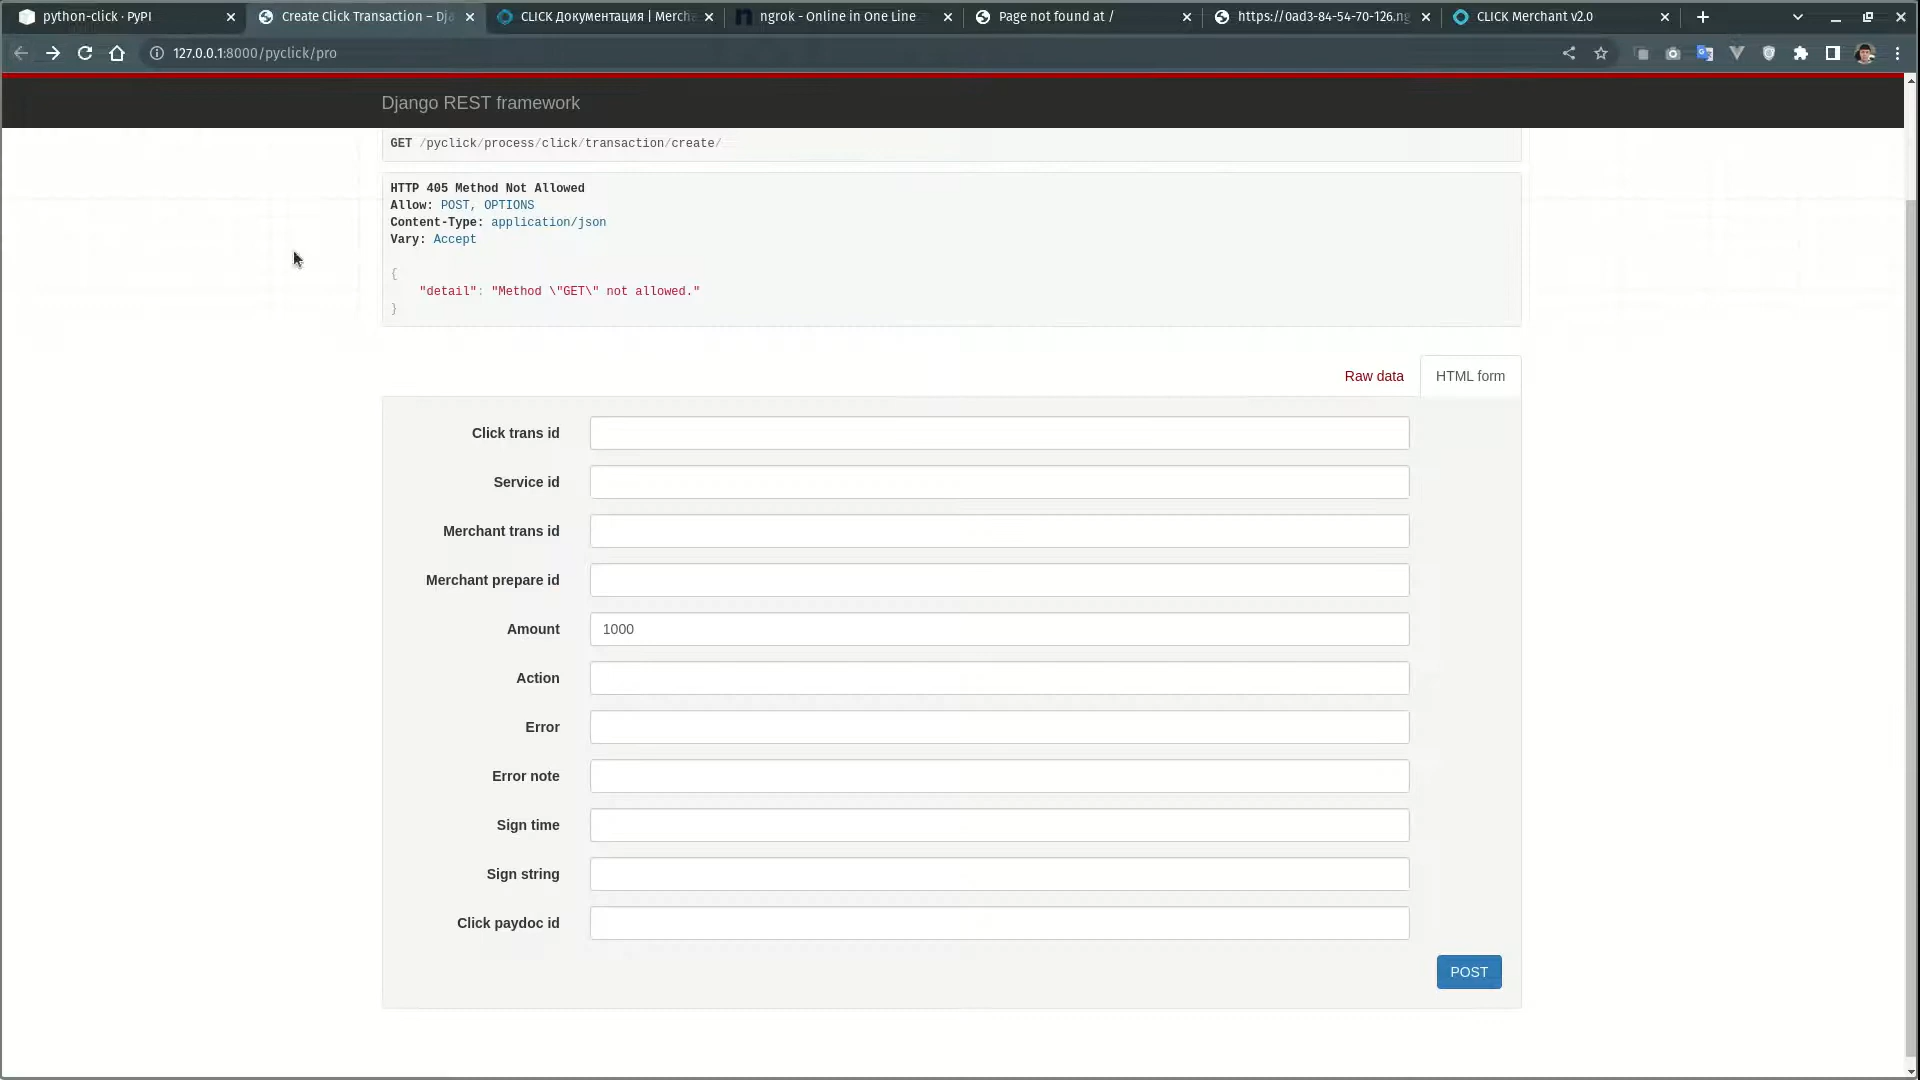 python-click · PyPI
Create Click Transaction – Dja
CLICK Документация | Mercha
ngrok - Online in One Line
Page not found at /
https://0ad3-84-54-70-126.ng
CLICK Merchant v2.0
127.0.0.1:8000/pyclick/pro
Django REST framework
GET /pyclick/process/click/transaction/create/
HTTP 405 Method Not Allowed
Allow: POST, OPTIONS
Content-Type: application/json
Vary: Accept
{
"detail": "Method \"GET\" not allowed."
}
Raw data
HTML form
Click trans id
Service id
Merchant trans id
Merchant prepare id
Amount
1000
Action
Error
Error note
Sign time
Sign string
Click paydoc id
POST